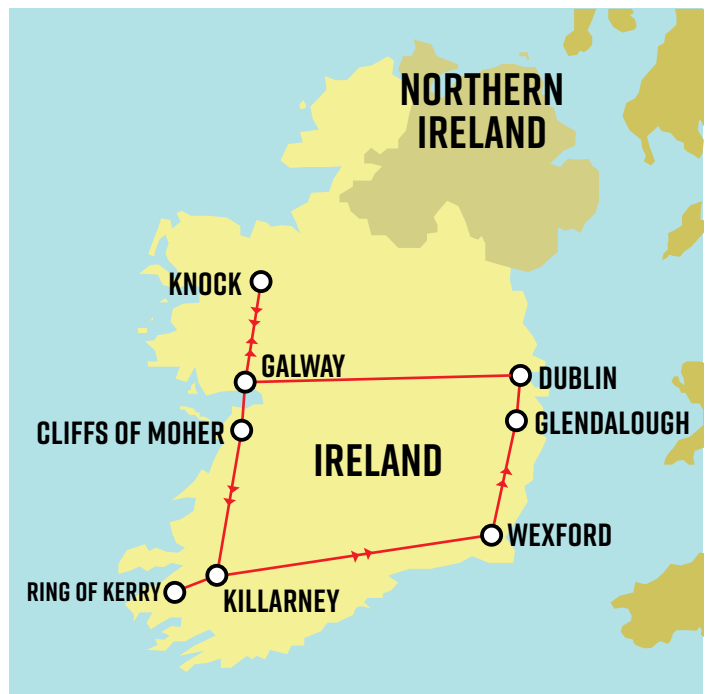 NORTHERN
IRELAND
KNOCK
GALWAY
DUBLIN
CLIFFS OF MOHER
GLENDALOUGH
IRELAND
WEXFORD
RING OF KERRY
KILLARNEY